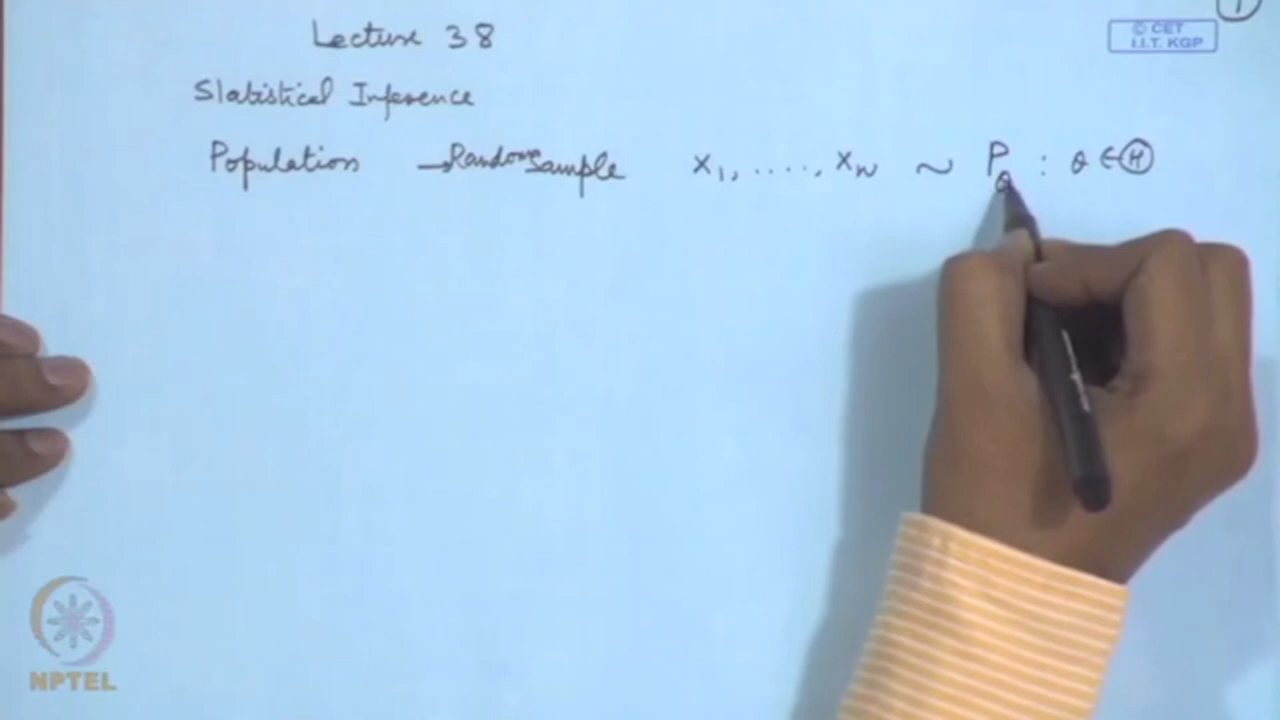 Lecture 38
© CET
I.I.T. KGP
Statistical Inference
Population → Random Sample X1, ...., Xn ~ Pθ : θ ∈ Ⓗ
NPTEL